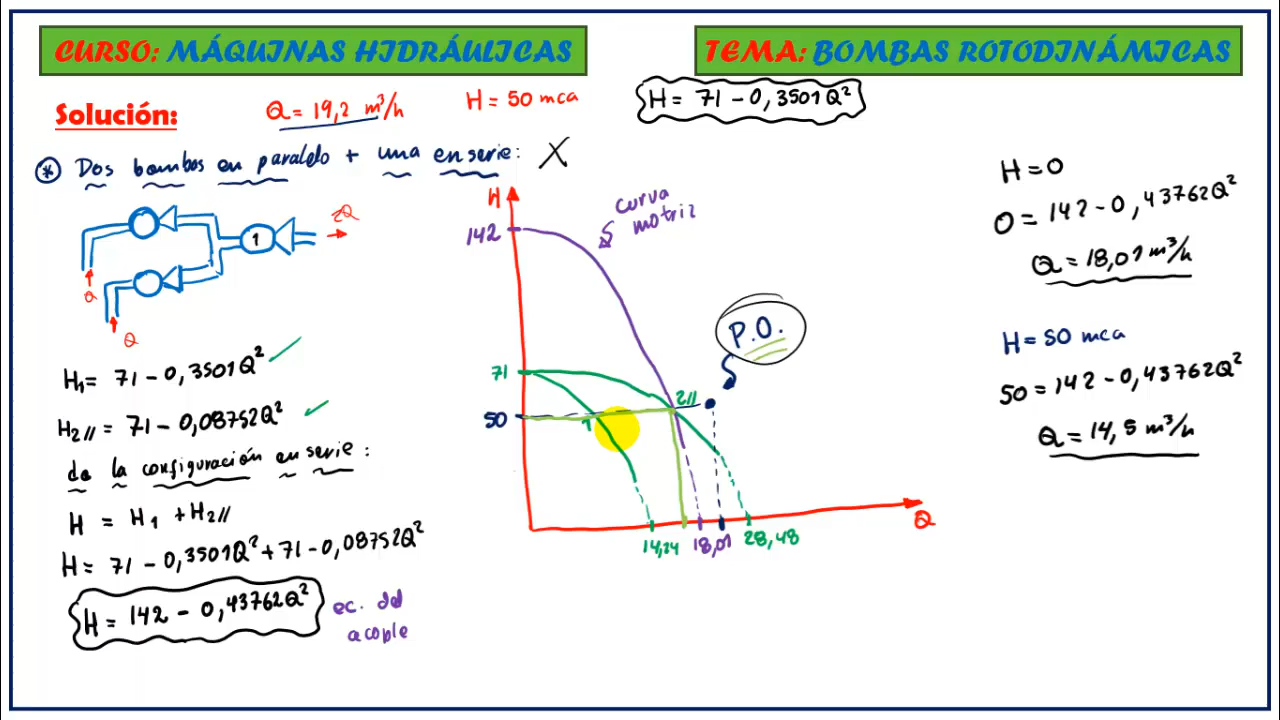 CURSO: MÁQUINAS HIDRÁULICAS
TEMA: BOMBAS ROTODINÁMICAS
Solución:
Q = 19,2 m³/h
H = 50 mca
H = 71 - 0,3501Q²
* Dos bombas en paralelo + una en serie: X
2Q
1
Q
Q
H₁ = 71 - 0,3501Q² ✓
H₂// = 71 - 0,08752Q² ✓
de la configuración en serie:
H = H₁ + H₂//
H = 71 - 0,3501Q² + 71 - 0,08752Q²
H = 142 - 0,43762Q²
ec. del
acople
H
142
curva
motriz
P.O.
71
2//
50
1
Q
14,24
18,01
28,48
H = 0
0 = 142 - 0,43762Q²
Q = 18,01 m³/h
H = 50 mca
50 = 142 - 0,43762Q²
Q = 14,5 m³/h